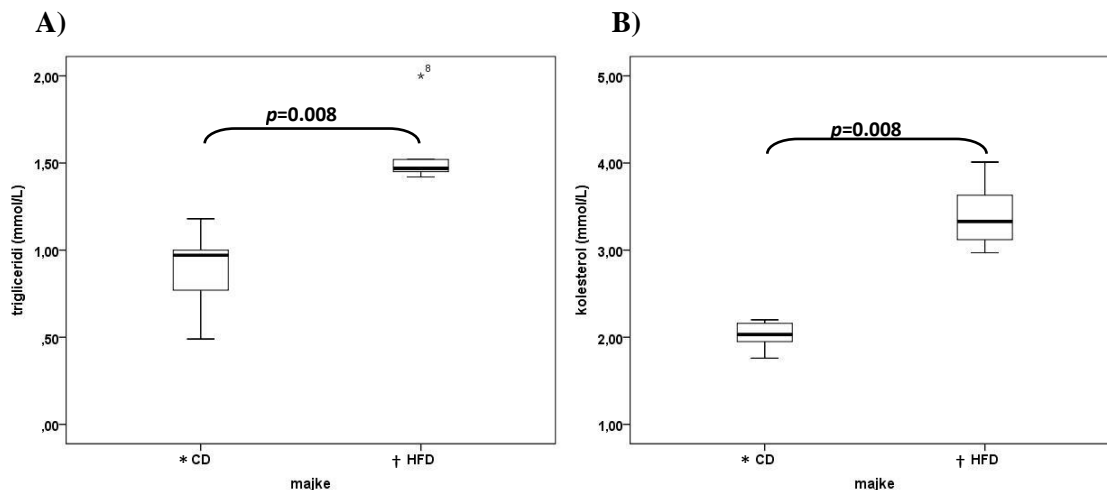 A)
2,00
1,50
1,00
,50
,00
trigliceridi (mmol/L)
*8
p=0.008
* CD
† HFD
majke
B)
5,00
4,00
3,00
2,00
1,00
kolesterol (mmol/L)
p=0.008
* CD
† HFD
majke